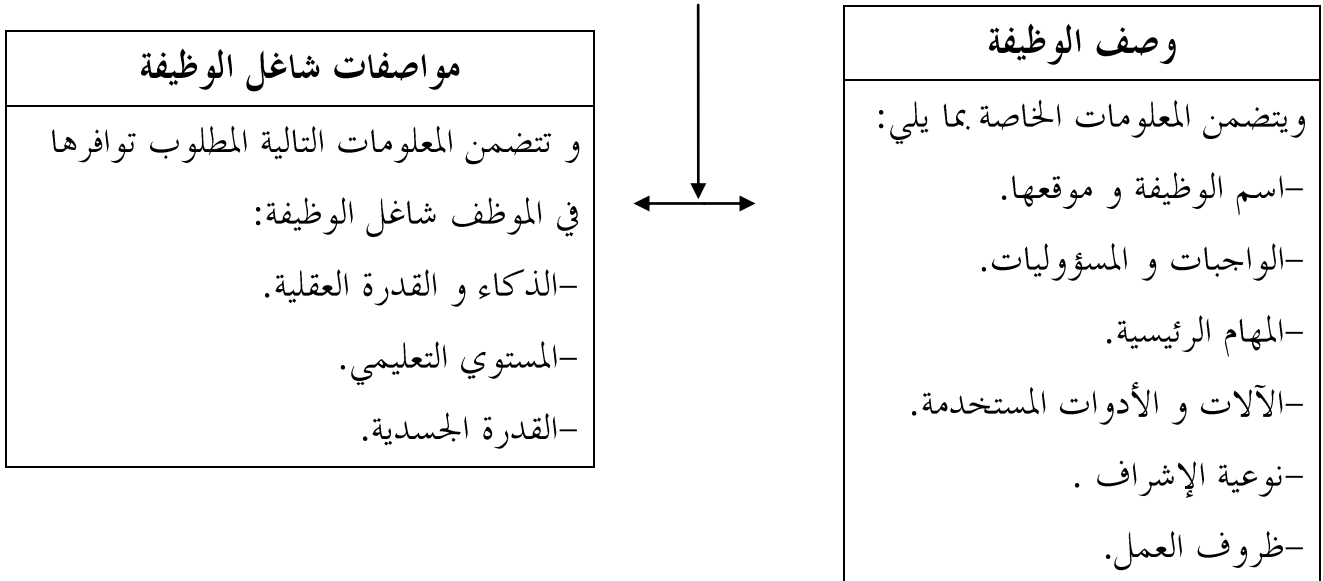 وصف الوظيفة
ويتضمن المعلومات الخاصة بما يلي:
-اسم الوظيفة و موقعها.
-الواجبات و المسؤوليات.
-المهام الرئيسية.
-الآلات و الأدوات المستخدمة.
-نوعية الإشراف .
-ظروف العمل.
مواصفات شاغل الوظيفة
و تتضمن المعلومات التالية المطلوب توافرها
في الموظف شاغل الوظيفة:
-الذكاء و القدرة العقلية.
-المستوي التعليمي.
-القدرة الجسدية.